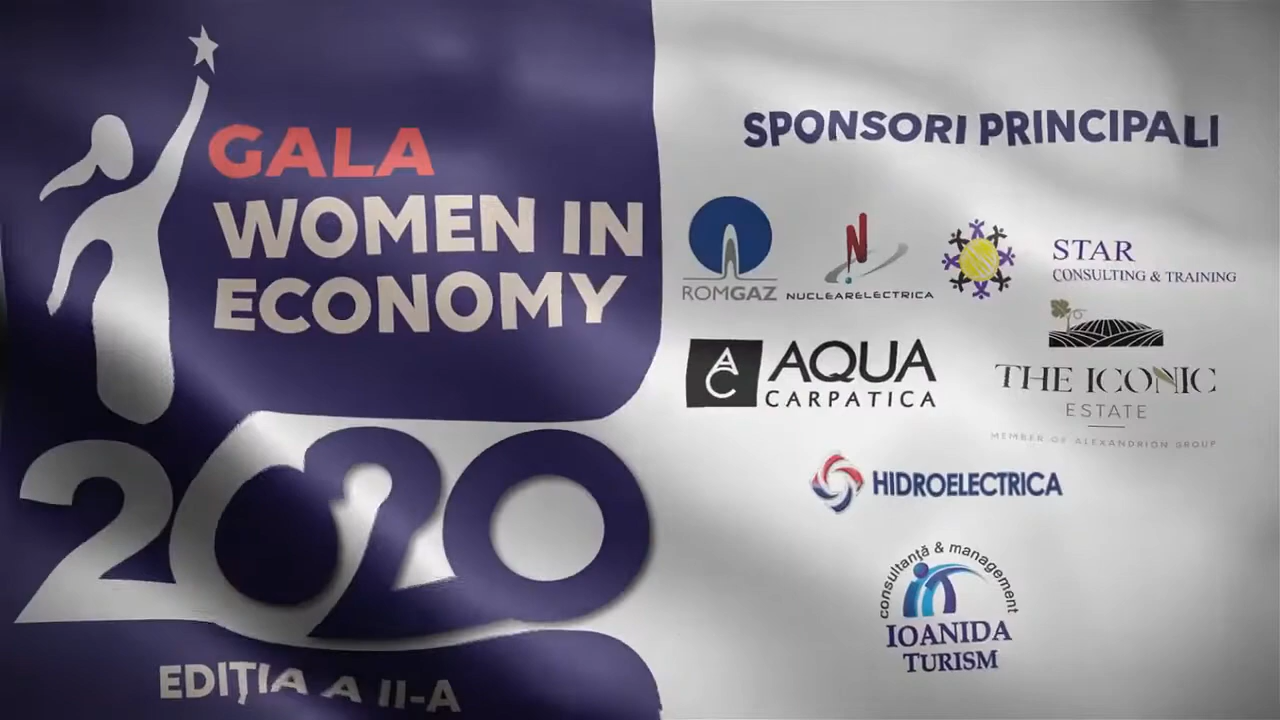 GALA
WOMEN IN
ECONOMY
2020
EDIȚIA A II-A
SPONSORI PRINCIPALI
ROMGAZ
N
NUCLEARELECTRICA
STAR
CONSULTING & TRAINING
AC
AQUA
CARPATICA
THE ICONIC
ESTATE
MEMBER OF ALEXANDRION GROUP
HIDROELECTRICA
consultanță & management
IOANIDA
TURISM